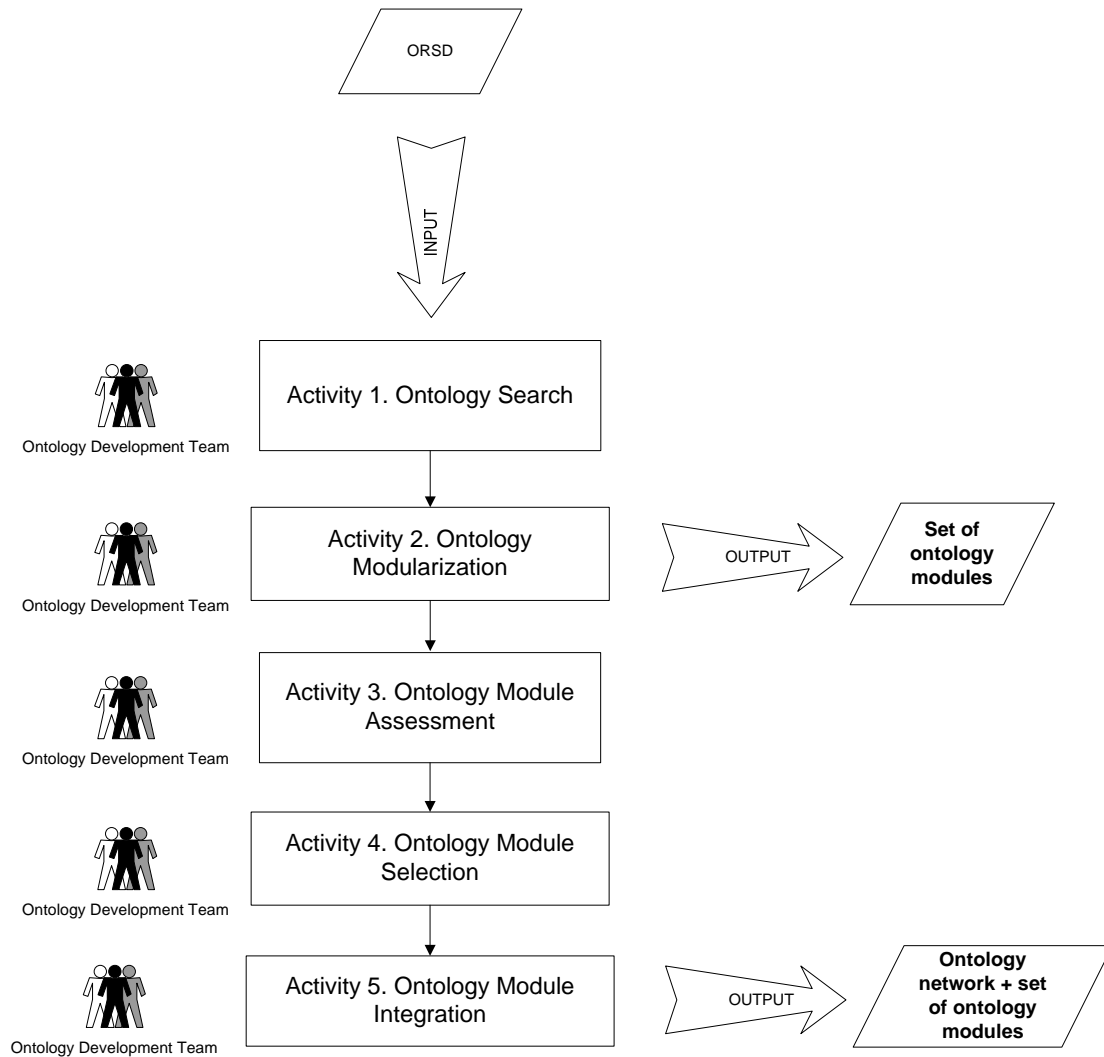 ORSD
INPUT
Activity 1. Ontology Search
Ontology Development Team
Activity 2. Ontology
Modularization
OUTPUT
Set of
ontology
modules
Ontology Development Team
Activity 3. Ontology Module
Assessment
Ontology Development Team
Activity 4. Ontology Module
Selection
Ontology Development Team
Activity 5. Ontology Module
Integration
OUTPUT
Ontology
network + set
of ontology
modules
Ontology Development Team